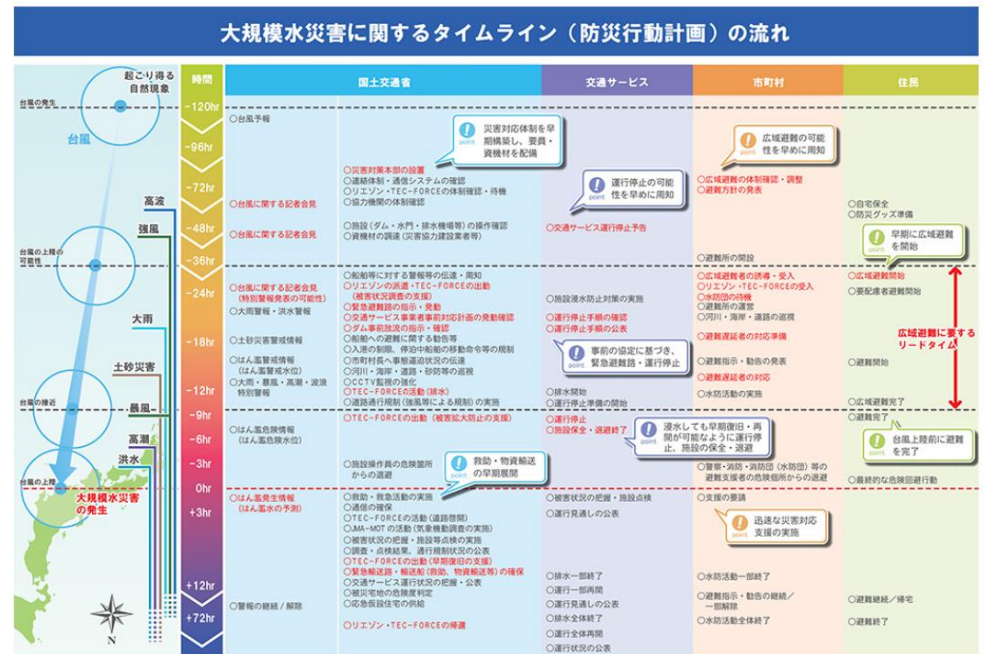 大規模水災害に関するタイムライン（防災行動計画）の流れ
起こり得る
自然現象
台風の発生
台風
高波
強風
台風の上陸の
可能性
大雨
土砂災害
台風の接近
暴風
高潮
洪水
台風の上陸
大規模水災害
の発生
N
時間
-120hr
-96hr
-72hr
-48hr
-36hr
-24hr
-18hr
-12hr
-9hr
-6hr
-3hr
0hr
+3hr
+12hr
+72hr
国土交通省
○台風予報
○台風に関する記者会見
○台風に関する記者会見
○台風に関する記者会見
（特別警報発表の可能性）
○大雨警報・洪水警報
○土砂災害警戒情報
○はん濫警戒情報
（はん濫警戒水位）
○大雨・暴風・高潮・波浪
特別警報
○はん濫危険情報
（はん濫危険水位）
○はん濫発生情報
（はん濫水の予測）
○警報の継続/解除
! point 災害対応体制を早
期構築し、要員・
資機材を配備
○災害対策本部の設置
○連絡体制・通信システムの確認
○リエゾン・TEC-FORCEの体制確認・待機
○協力機関の体制確認
○施設（ダム・水門・排水機場等）の操作確認
○資機材の調達（災害協力建設業者等）
○船舶等に対する警報等の伝達・周知
○リエゾンの派遣・TEC-FORCEの出動
（被害状況調査の支援）
○緊急避難路の指示・発動
○交通サービス事業者事前対応計画の発動確認
○ダム事前放流の指示・確認
○船舶への避難に関する勧告等
○入港の制限、停泊中船舶の移動命令等の規制
○市町村長へ事態逼迫状況の伝達
○河川・海岸・道路・砂防等の巡視
○CCTV監視の強化
○TEC-FORCEの活動（排水）
○道路通行規制（強風等による規制）の実施
○TEC-FORCEの出動（被害拡大防止の支援）
○施設操作員の危険箇所
からの退避
! point 救助・物資輸送
の早期展開
○救助・救急活動の実施
○通信の確保
○TEC-FORCEの活動（道路啓開）
○JMA-MOTの活動（気象機動調査の実施）
○被害状況の把握・施設等点検の実施
○調査・点検結果、通行規制状況の公表
○TEC-FORCEの出動（早期復旧の支援）
○緊急輸送路・輸送船（救助、物資輸送等）の確保
○交通サービス運行状況の把握・公表
○被災宅地の危険度判定
○応急仮設住宅の供給
○リエゾン・TEC-FORCEの帰還
交通サービス
! point 運行停止の可能
性を早めに周知
○交通サービス運行停止予告
○施設浸水防止対策の実施
○運行停止手順の確認
○運行停止手順の公表
! point 事前の協定に基づき、
緊急避難路・運行停止
○排水開始
○運行停止準備の開始
○運行停止
○施設保全・退避終了
! point 浸水しても早期復旧・再
開が可能なように運行停
止、施設の保全・退避
○被害状況の把握・施設点検
○運行見通しの公表
○排水一部終了
○運行一部再開
○運行見通しの公表
○排水全体終了
○運行全体再開
○運行状況の公表
市町村
! point 広域避難の可能
性を早めに周知
○広域避難の体制確認・調整
○避難方針の発表
○避難所の開設
○広域避難者の誘導・受入
○リエゾン・TEC-FORCEの受入
○水防団の待機
○避難所の運営
○河川・海岸・道路の巡視
○避難遅延者の対応準備
○避難指示・勧告の発表
○避難遅延者の対応
○水防活動の実施
○警察・消防・消防団（水防団）等の
避難支援者の危険個所からの退避
○支援の要請
! point 迅速な災害対応
支援の実施
○水防活動一部終了
○避難指示・勧告の継続／
一部解除
○水防活動全体終了
住民
○自宅保全
○防災グッズ準備
! point 早期に広域避難
を開始
○広域避難開始
○要配慮者避難開始
広域避難に要する
リードタイム
○避難開始
○広域避難完了
○避難完了
! point 台風上陸前に避難
を完了
○最終的な危険回避行動
○避難継続／帰宅
○避難終了